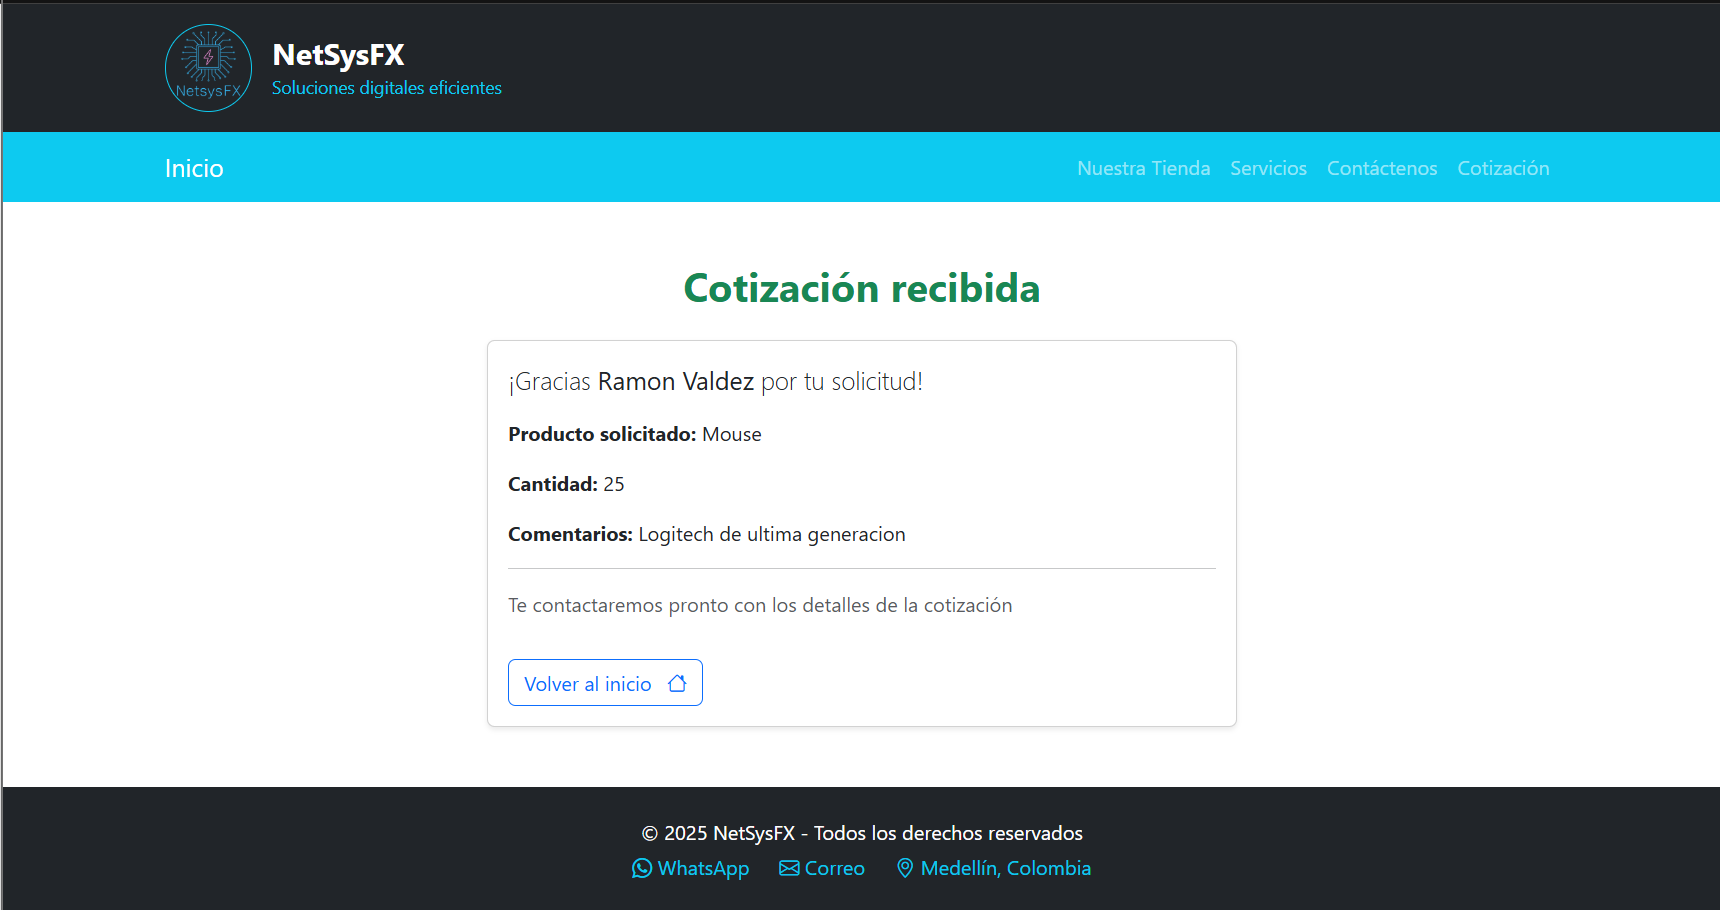 NetsysFX
NetSysFX
Soluciones digitales eficientes
Inicio
Nuestra Tienda
Servicios
Contáctenos
Cotización
Cotización recibida
¡Gracias Ramon Valdez por tu solicitud!
Producto solicitado: Mouse
Cantidad: 25
Comentarios: Logitech de ultima generacion
Te contactaremos pronto con los detalles de la cotización
Volver al inicio
© 2025 NetSysFX - Todos los derechos reservados
WhatsApp Correo Medellín, Colombia